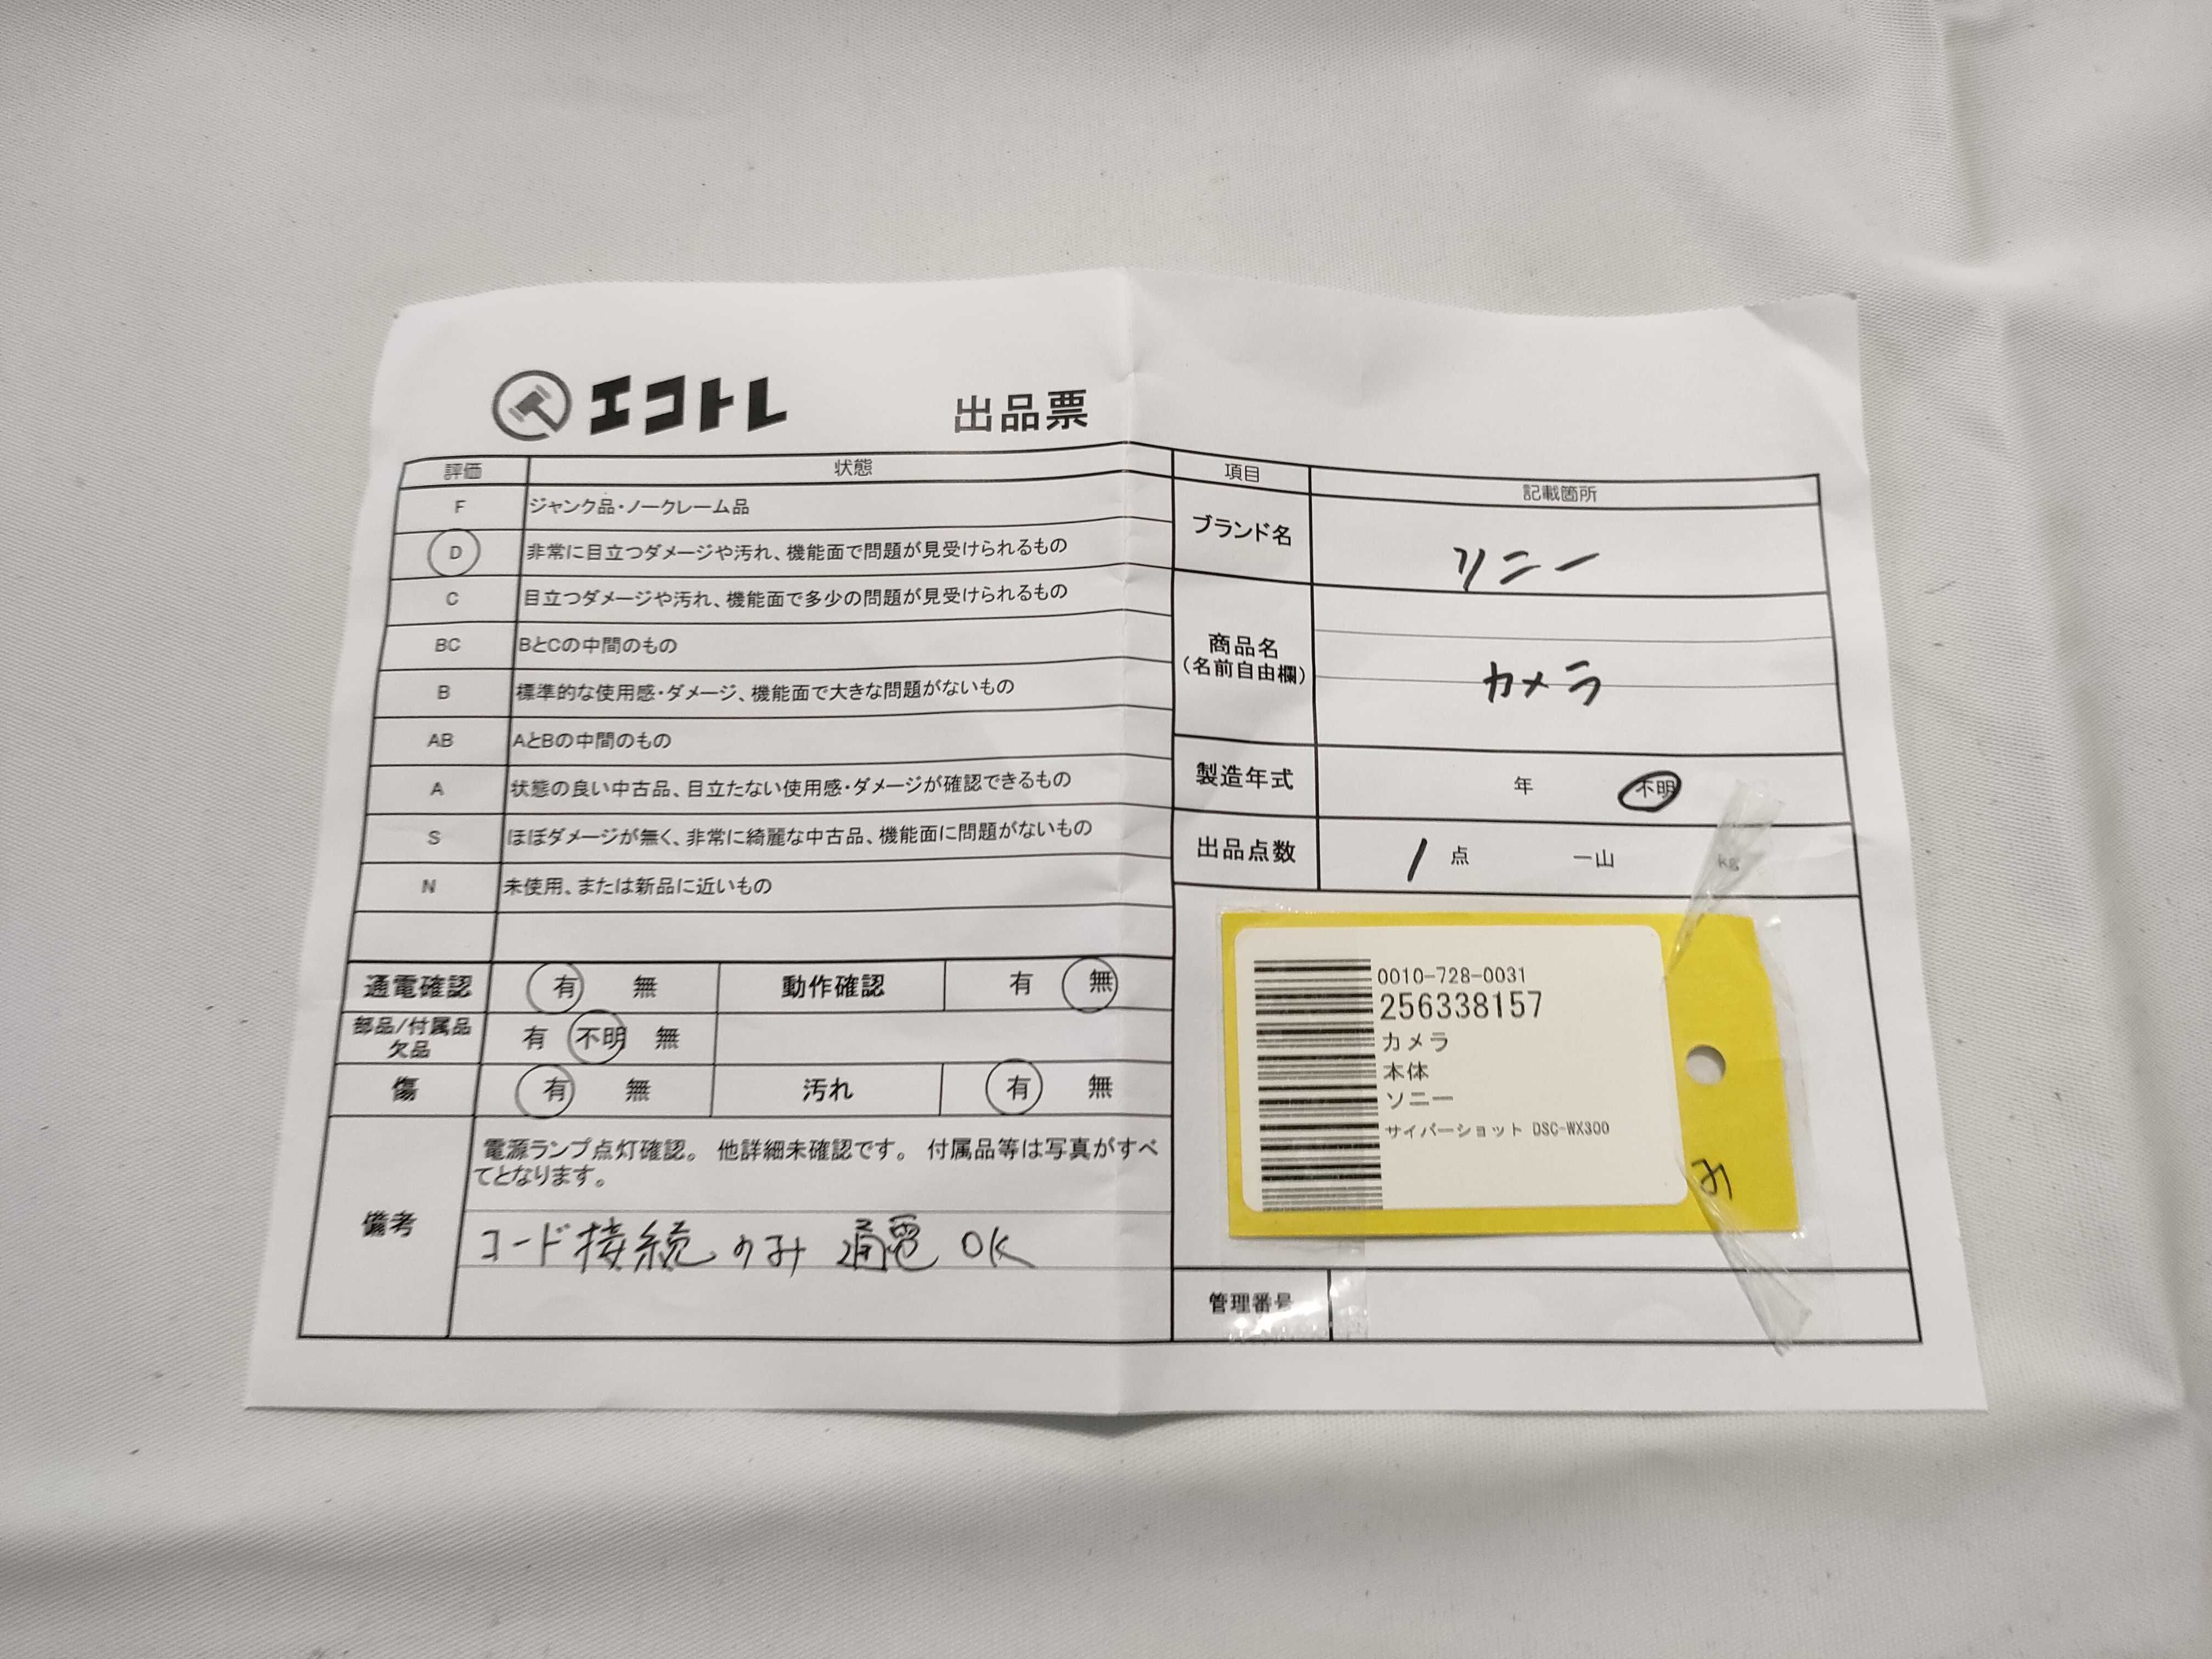 エコトレ 出品票
評価 状態
F ジャンク品・ノークレーム品
D 非常に目立つダメージや汚れ、機能面で問題が見受けられるもの
C 目立つダメージや汚れ、機能面で多少の問題が見受けられるもの
BC BとCの中間のもの
B 標準的な使用感・ダメージ、機能面で大きな問題がないもの
AB AとBの中間のもの
A 状態の良い中古品、目立たない使用感・ダメージが確認できるもの
S ほぼダメージが無く、非常に綺麗な中古品、機能面に問題がないもの
N 未使用、または新品に近いもの
通電確認 有 無 動作確認 有 無
部品/付属品
欠品 有 不明 無
傷 有 無 汚れ 有 無
備考
電源ランプ点灯確認。 他詳細未確認です。 付属品等は写真がすべ
てとなります。
コード接続のみ 通電 OK
項目 記載箇所
ブランド名 ソニー
商品名
(名前自由欄)
カメラ
製造年式 年 不明
出品点数 1 点 一山 kg
0010-728-0031
256338157
カメラ
本体
ソニー
サイバーショット DSC-WX300
み
管理番号